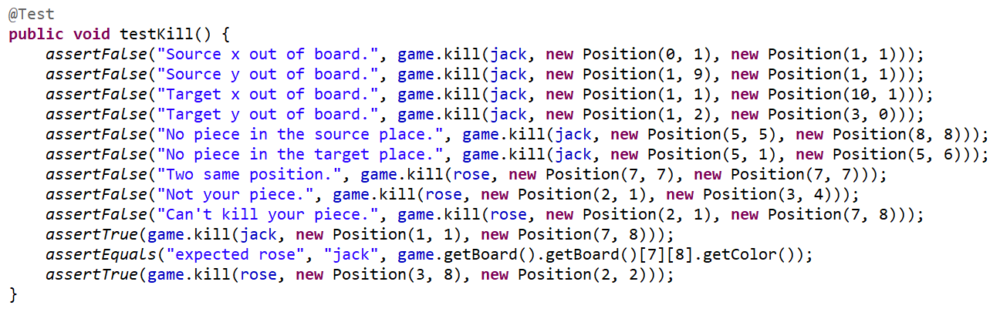 @Test
public void testKill() {
    assertFalse("Source x out of board.", game.kill(jack, new Position(0, 1), new Position(1, 1)));
    assertFalse("Source y out of board.", game.kill(jack, new Position(1, 9), new Position(1, 1)));
    assertFalse("Target x out of board.", game.kill(jack, new Position(1, 1), new Position(10, 1)));
    assertFalse("Target y out of board.", game.kill(jack, new Position(1, 2), new Position(3, 0)));
    assertFalse("No piece in the source place.", game.kill(jack, new Position(5, 5), new Position(8, 8)));
    assertFalse("No piece in the target place.", game.kill(jack, new Position(5, 1), new Position(5, 6)));
    assertFalse("Two same position.", game.kill(rose, new Position(7, 7), new Position(7, 7)));
    assertFalse("Not your piece.", game.kill(rose, new Position(2, 1), new Position(3, 4)));
    assertFalse("Can't kill your piece.", game.kill(rose, new Position(2, 1), new Position(7, 8)));
    assertTrue(game.kill(jack, new Position(1, 1), new Position(7, 8)));
    assertEquals("expected rose", "jack", game.getBoard().getBoard()[7][8].getColor());
    assertTrue(game.kill(rose, new Position(3, 8), new Position(2, 2)));
}